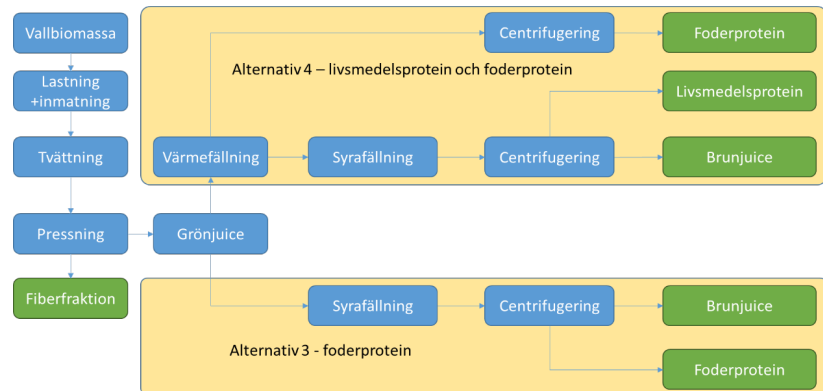 Vallbiomassa
Centrifugering
Foderprotein
Alternativ 4 – livsmedelsprotein och foderprotein
Lastning
+inmatning
Livsmedelsprotein
Tvättning
Värmefällning
Syrafällning
Centrifugering
Brunjuice
Pressning
Grönjuice
Fiberfraktion
Syrafällning
Centrifugering
Brunjuice
Alternativ 3 - foderprotein
Foderprotein